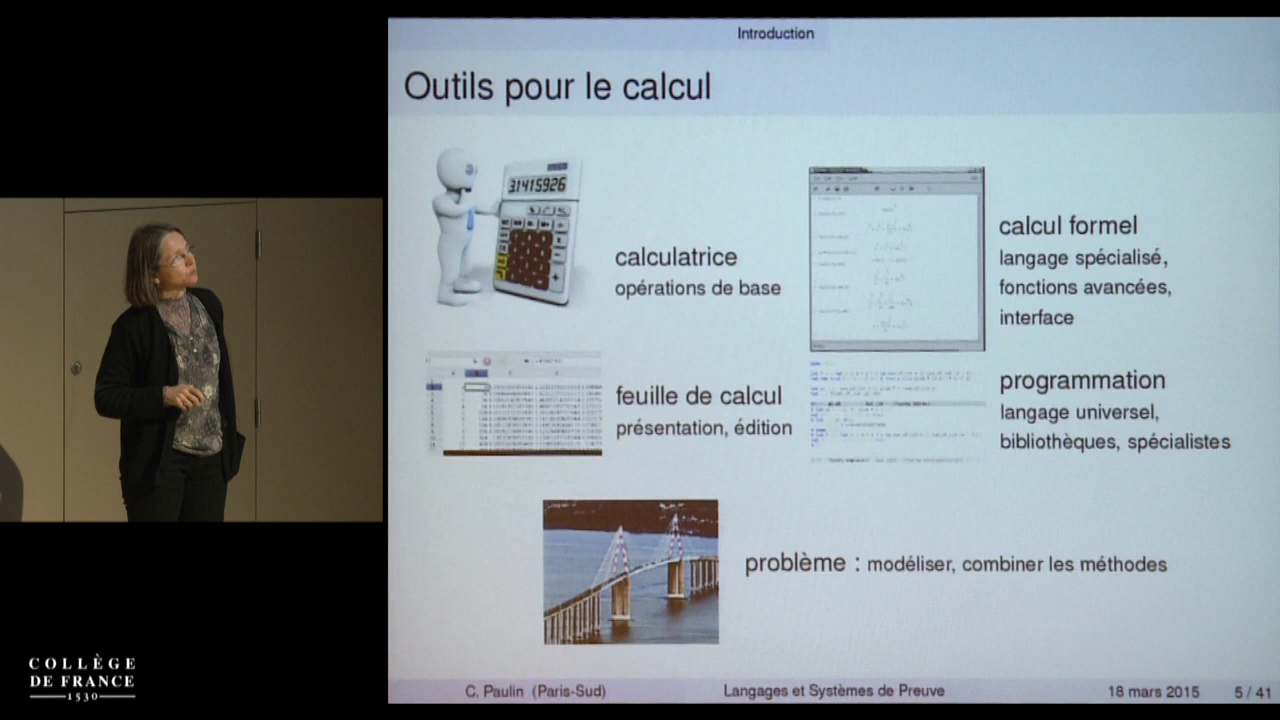 Introduction
Outils pour le calcul
31415926
calculatrice
opérations de base
calcul formel
langage spécialisé,
fonctions avancées,
interface
feuille de calcul
présentation, édition
programmation
langage universel,
bibliothèques, spécialistes
problème : modéliser, combiner les méthodes
C. Paulin (Paris-Sud)
Langages et Systèmes de Preuve
18 mars 2015
5 / 41
COLLÈGE
DE FRANCE
1530